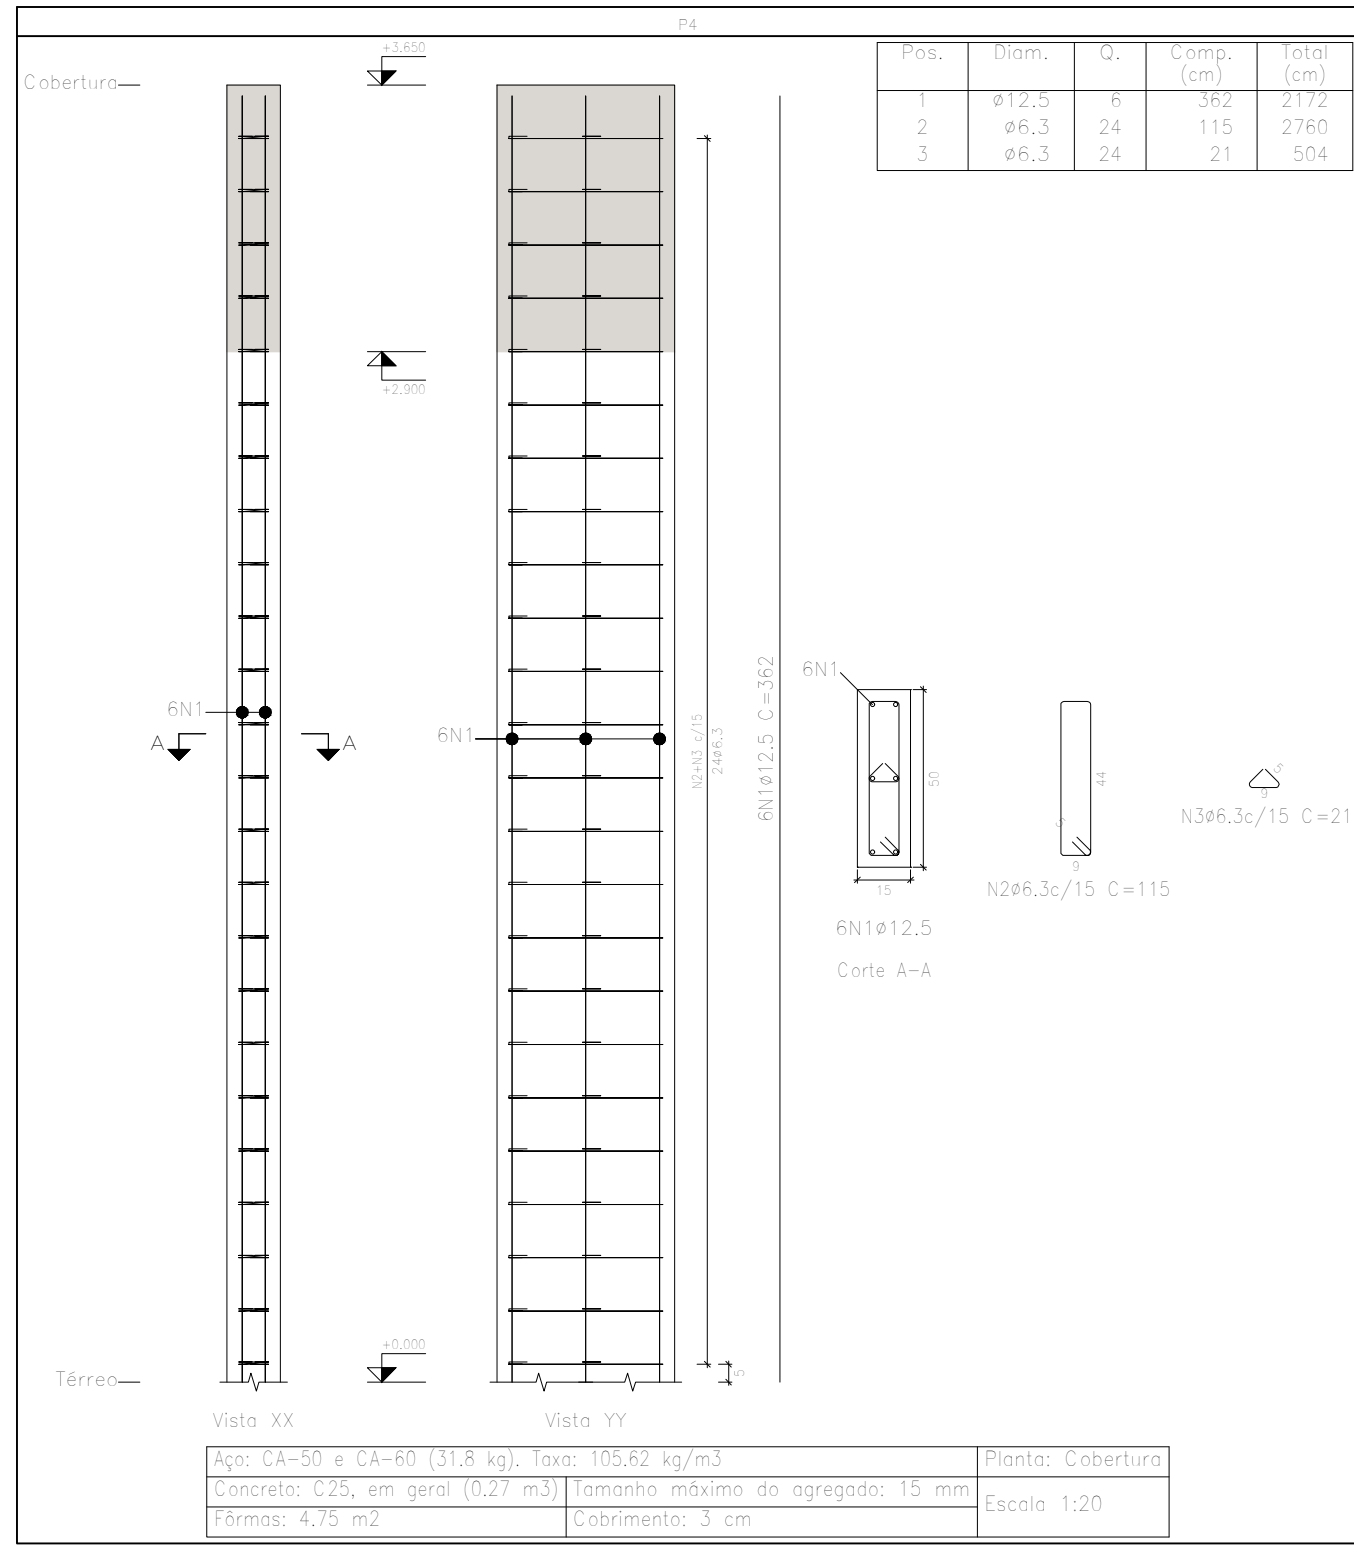 P4
Cobertura
+3.650
Pos. Diam. Q. Comp. (cm) Total (cm)
1 ø12.5 6 362 2172
2 ø6.3 24 115 2760
3 ø6.3 24 21 504
+2.900
6N1
A A
6N1
N2+N3 c/15
24ø6.3
6N1ø12.5 C=362
6N1
50
15
6N1ø12.5
Corte A-A
44
5
9
N2ø6.3c/15 C=115
5
9
N3ø6.3c/15 C=21
+0.000
5
Térreo
Vista XX
Vista YY
Aço: CA-50 e CA-60 (31.8 kg). Taxa: 105.62 kg/m3
Planta: Cobertura
Concreto: C25, em geral (0.27 m3) Tamanho máximo do agregado: 15 mm
Escala 1:20
Fôrmas: 4.75 m2 Cobrimento: 3 cm